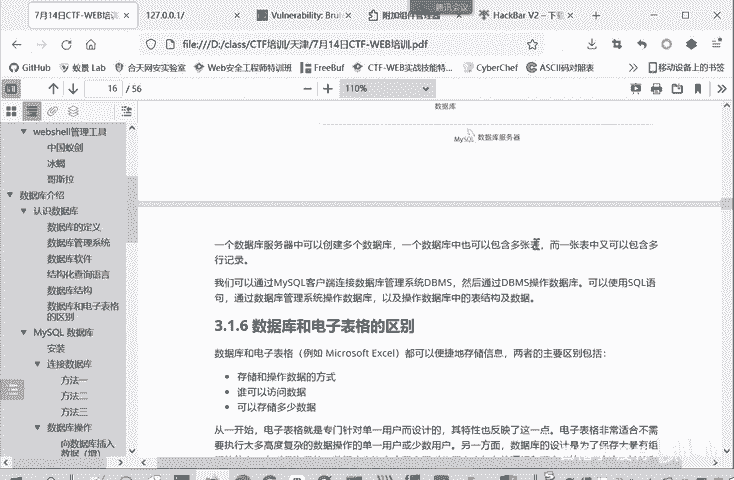 腾讯会议
7月14日CTF-WEB培训
127.0.0.1/
Vulnerability: Bru
附加组件管理器
HackBar V2 – 下载
file:///D:/class/CTF培训/天津/7月14日CTF-WEB培训.pdf
GitHub 蚁景 Lab 合天网安实验室 Web安全工程师特训班 FreeBuf CTF-WEB实战技能特... CyberChef ASCII码对照表 移动设备上的书签
16 / 56
110%
webshell管理工具
中国蚁剑
冰蝎
哥斯拉
数据库介绍
认识数据库
数据库的定义
数据库管理系统
数据库软件
结构化查询语言
数据库结构
数据库和电子表格
的区别
MySQL 数据库
安装
连接数据库
方法一
方法二
方法三
数据库操作
向数据库插入
数据（增）
数据库
MySQL 数据库服务器
一个数据库服务器中可以创建多个数据库，一个数据库中也可以包含多张表，而一张表中又可以包含多
行记录。
我们可以通过MySQL客户端连接数据库管理系统DBMS，然后通过DBMS操作数据库。可以使用SQL语
句，通过数据库管理系统操作数据库，以及操作数据库中的表结构及数据。
3.1.6 数据库和电子表格的区别
数据库和电子表格（例如 Microsoft Excel）都可以便捷地存储信息，两者的主要区别包括：
存储和操作数据的方式
谁可以访问数据
可以存储多少数据
从一开始，电子表格就是专门针对单一用户而设计的，其特性也反映了这一点。电子表格非常适合不需
要执行太多高度复杂的数据操作的单一用户或少数用户。另一方面，数据库的设计是为了保存大量有组